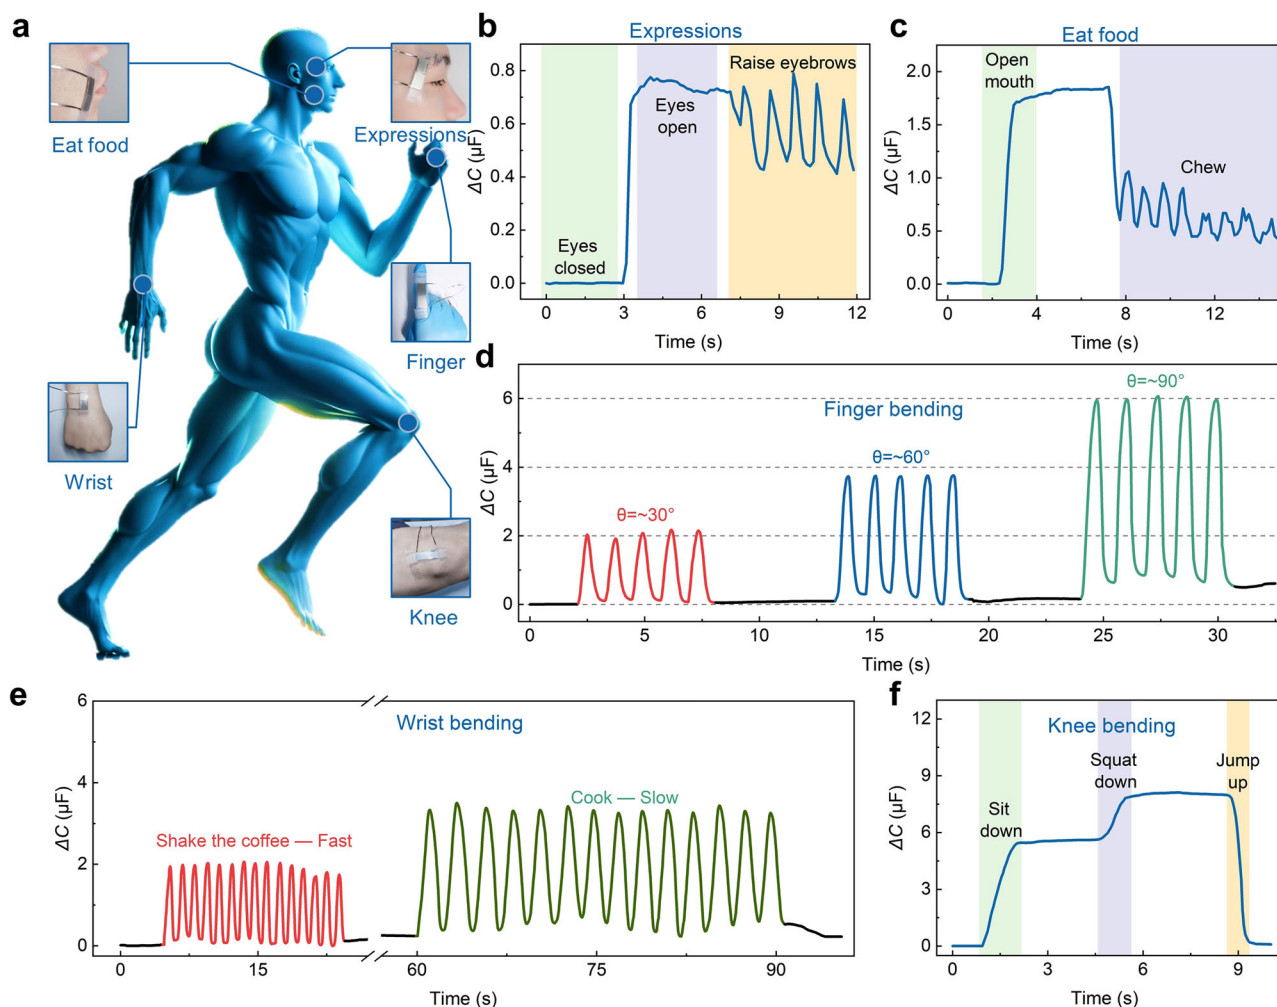 a
Eat food
Expressions
Finger
Wrist
Knee
b
Expressions
ΔC (μF)
0.8
0.6
0.4
0.2
0.0
Eyes
closed
Eyes
open
Raise eyebrows
0
3
6
9
12
Time (s)
c
Eat food
ΔC (μF)
2.0
1.5
1.0
0.5
0.0
Open
mouth
Chew
0
4
8
12
Time (s)
d
Finger bending
ΔC (μF)
6
4
2
0
θ=~30°
θ=~60°
θ=~90°
0
5
10
15
20
25
30
Time (s)
e
Wrist bending
ΔC (μF)
6
4
2
0
Shake the coffee — Fast
Cook — Slow
0
15
60
75
90
Time (s)
f
Knee bending
ΔC (μF)
12
9
6
3
0
Sit
down
Squat
down
Jump
up
0
3
6
9
Time (s)